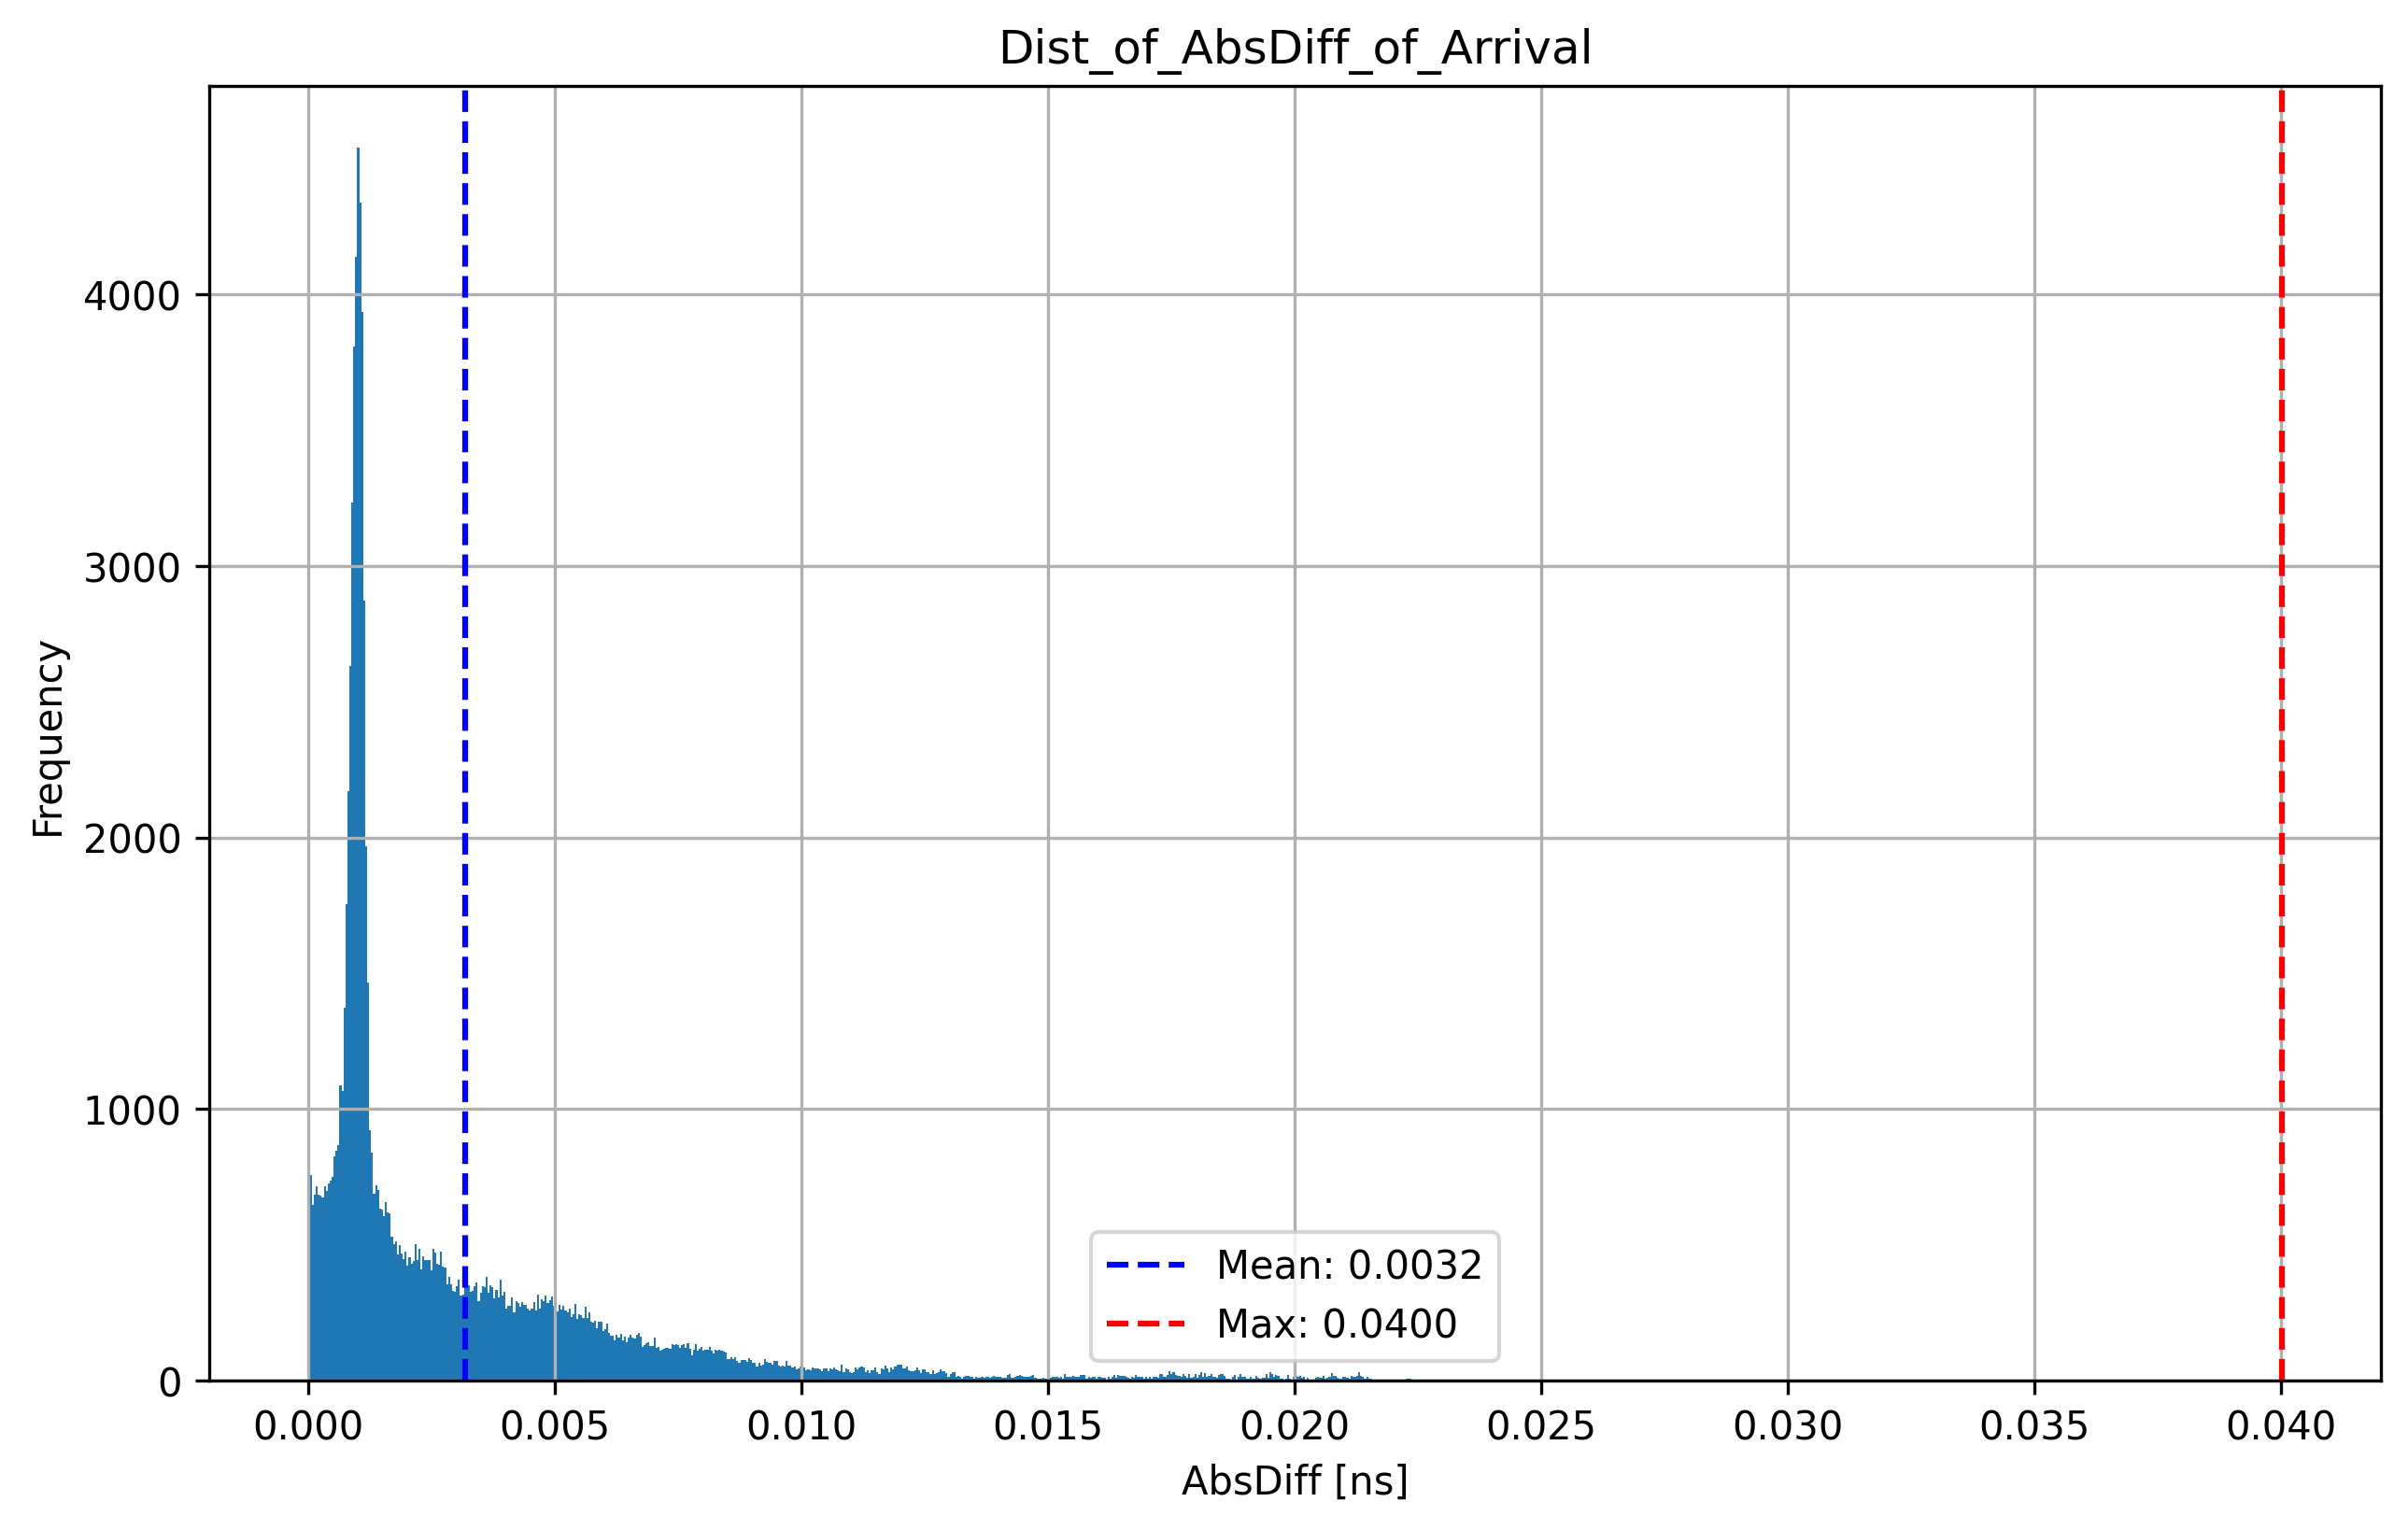 Dist_of_AbsDiff_of_Arrival
Frequency
4000
3000
2000
1000
0
0.000 0.005 0.010 0.015 0.020 0.025 0.030 0.035 0.040
AbsDiff [ns]
Mean: 0.0032
Max: 0.0400